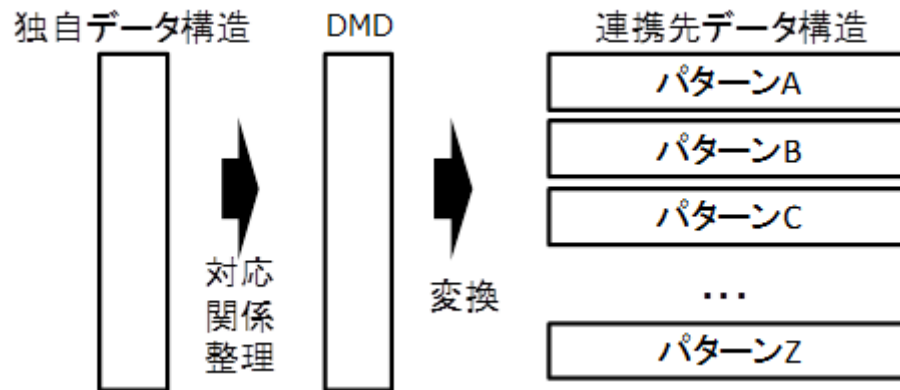 独自データ構造
DMD
連携先データ構造
パターンA
パターンB
パターンC
...
パターンZ
対応
関係
整理
変換